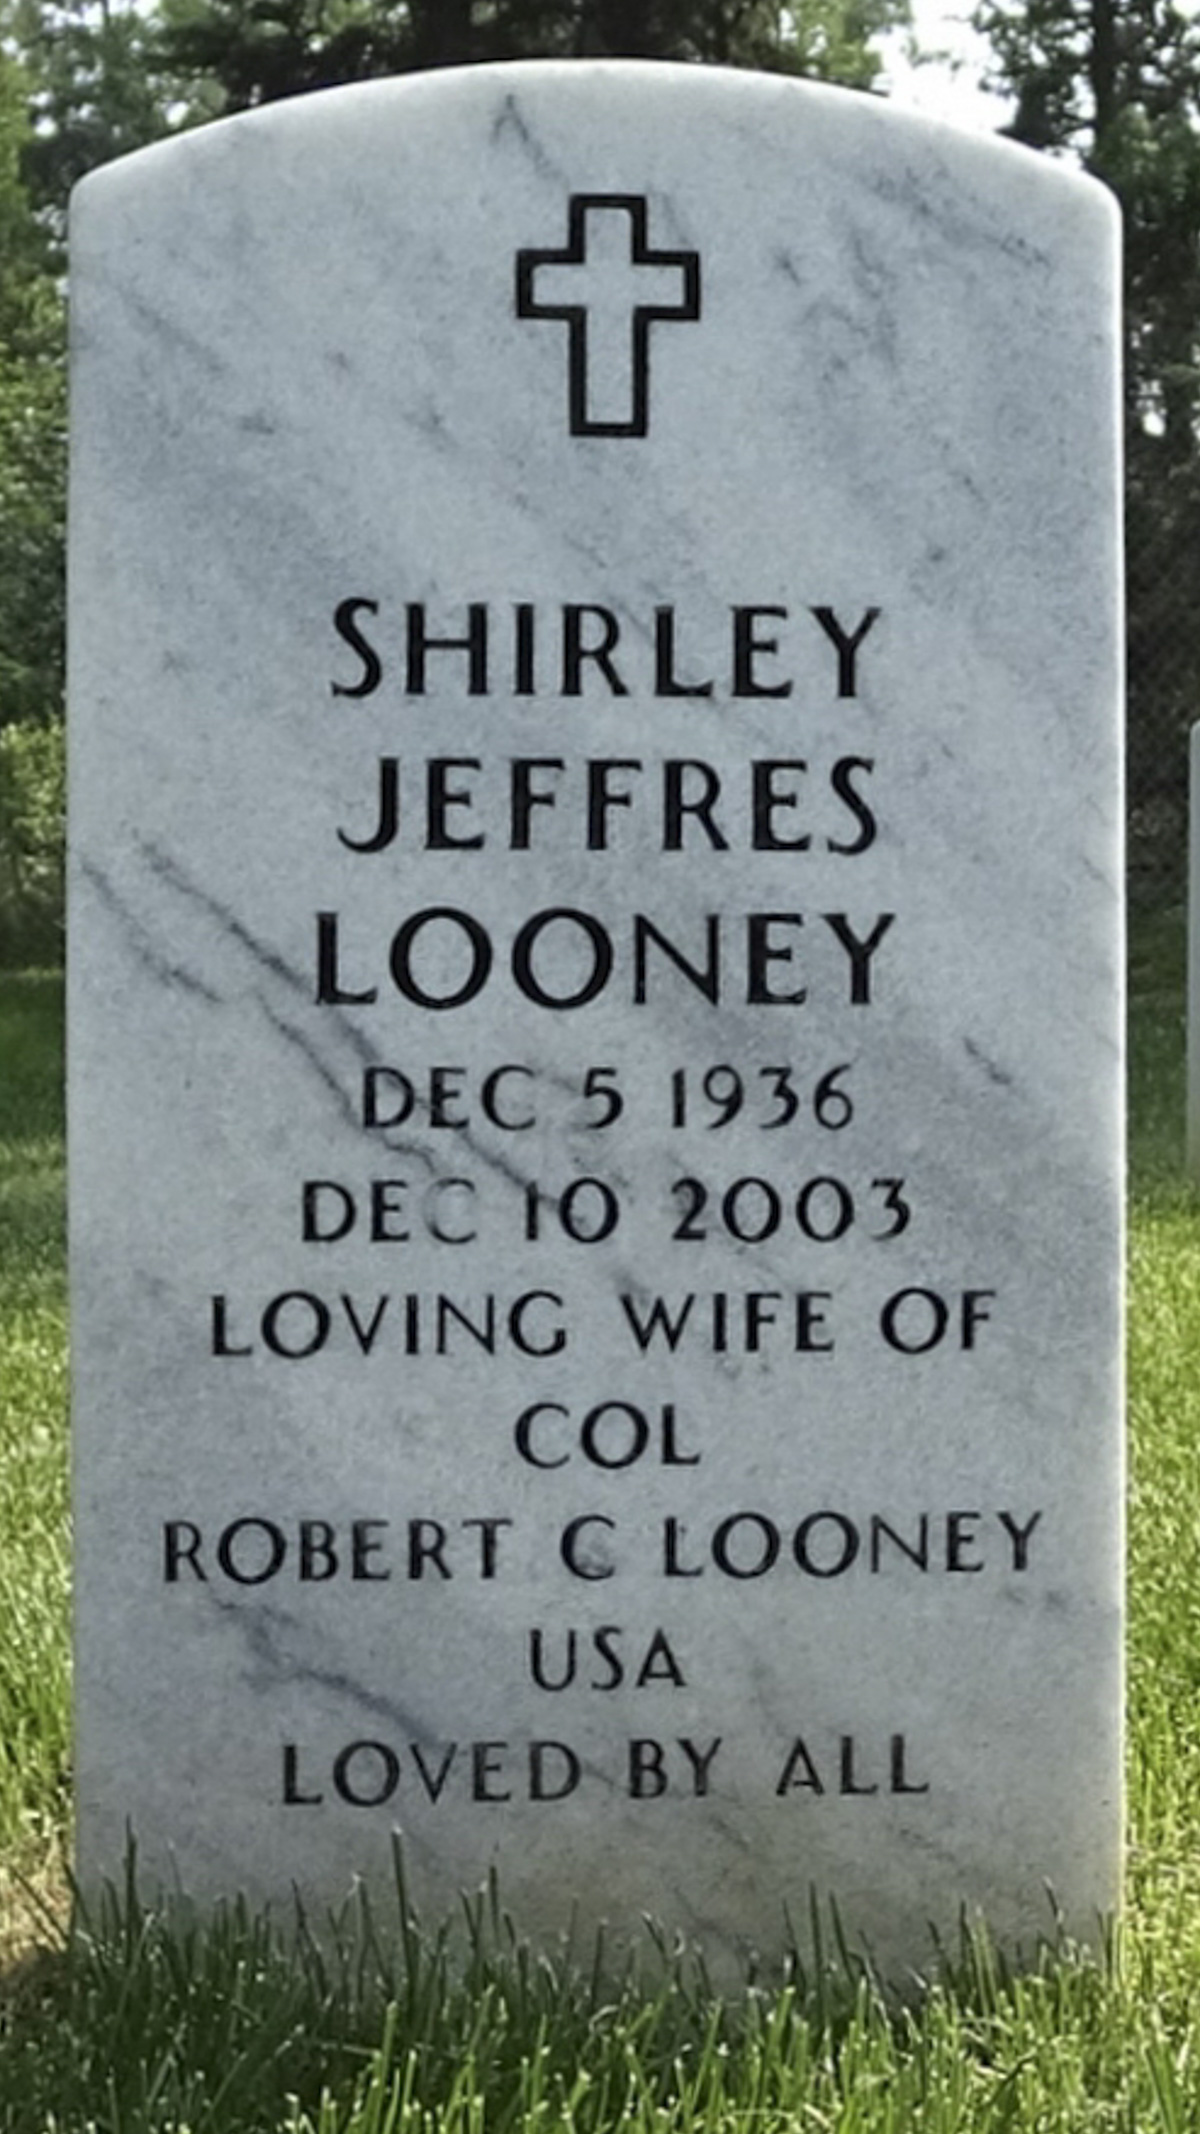 SHIRLEY
JEFFRES
LOONEY
DEC 5 1936
DEC 10 2003
LOVING WIFE OF
COL
ROBERT C LOONEY
USA
LOVED BY ALL